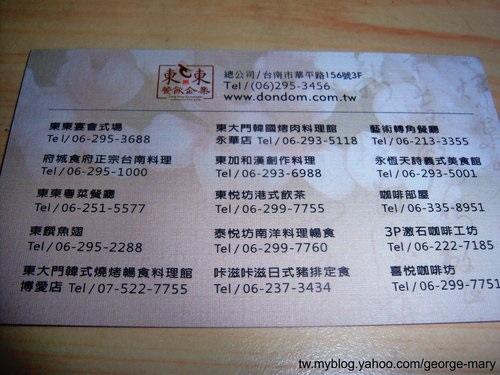 東東
餐飲企業
總公司/台南市華平路156號3F
Tel/(06)295-3456
www.dondom.com.tw
東東宴會式場
Tel/06-295-3688
府城食府正宗台南料理
Tel/06-295-1000
東東粵菜餐廳
Tel/06-251-5577
東饌魚翅
Tel/06-295-2288
東大門韓式燒烤暢食料理館
博愛店 Tel/07-522-7755
東大門韓國烤肉料理館
永華店 Tel/06-293-5118
東加和漢創作料理
Tel/06-293-6988
東悅坊港式飲茶
Tel/06-299-7755
泰悅坊南洋料理暢食
Tel/06-299-7760
咔滋咔滋日式豬排定食
Tel/06-237-3434
藝術轉角餐廳
Tel/06-213-3355
永恆天詩義式美食館
Tel/06-293-5001
咖啡部屋
Tel/06-335-8951
3P激石咖啡工坊
Tel/06-222-7185
喜悅咖啡坊
Tel/06-299-7751
tw.myblog.yahoo.com/george-mary